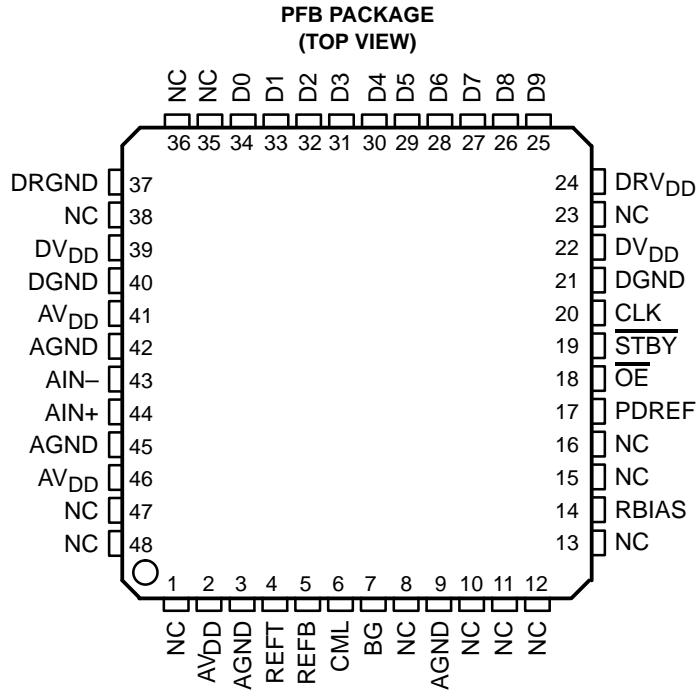 PFB PACKAGE
(TOP VIEW)
NC NC D0 D1 D2 D3 D4 D5 D6 D7 D8 D9
36 35 34 33 32 31 30 29 28 27 26 25
DRGND 37 24 DRVDD
NC 38 23 NC
DVDD 39 22 DVDD
DGND 40 21 DGND
AVDD 41 20 CLK
AGND 42 19 STBY
AIN– 43 18 OE
AIN+ 44 17 PDREF
AGND 45 16 NC
AVDD 46 15 NC
NC 47 14 RBIAS
NC 48 13 NC
1 2 3 4 5 6 7 8 9 10 11 12
NC AVDD AGND REFT REFB CML BG NC AGND NC NC NC